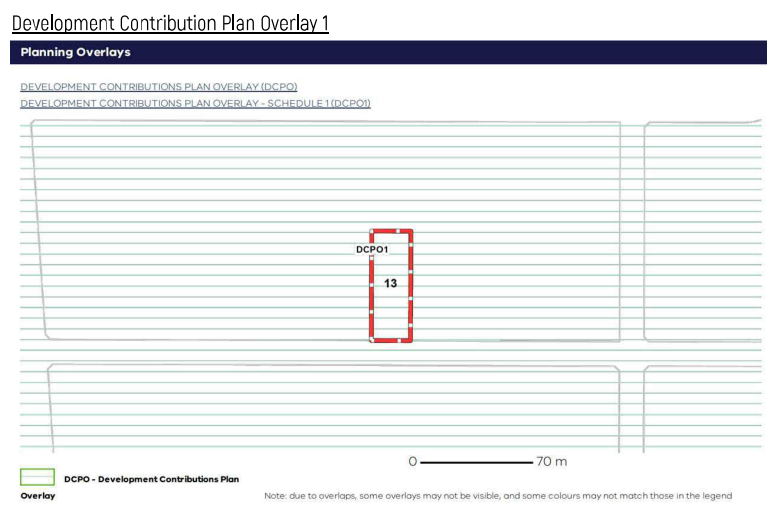 Development Contribution Plan Overlay 1
Planning Overlays
DEVELOPMENT CONTRIBUTIONS PLAN OVERLAY (DCPO)
DEVELOPMENT CONTRIBUTIONS PLAN OVERLAY - SCHEDULE 1 (DCPO1)
DCPO1
13
0 70 m
DCPO - Development Contributions Plan
Overlay
Note: due to overlaps, some overlays may not be visible, and some colours may not match those in the legend